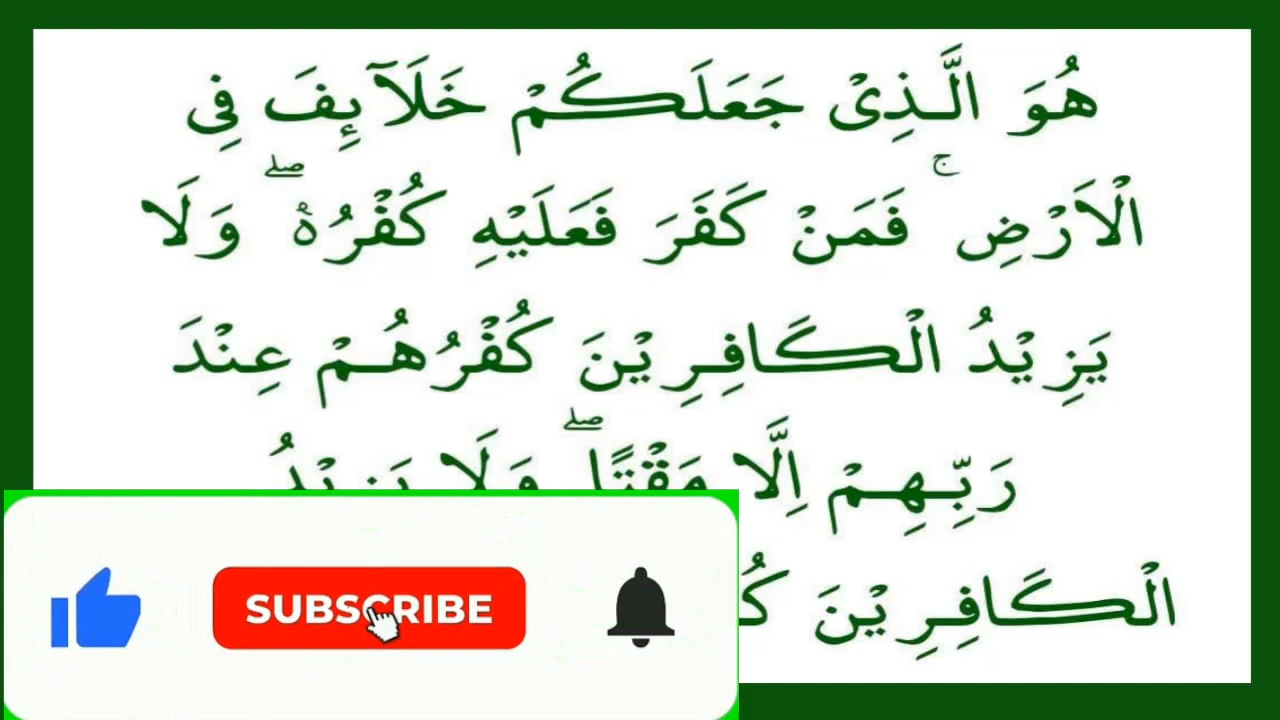 هُوَ الَّذِىْ جَعَلَكُمْ خَلَآئِفَ فِى
الْاَرْضِ ۚ فَمَنْ كَفَرَ فَعَلَيْهِ كُفْرُهٗ ۖ وَلَا
يَزِيْدُ الْكَافِرِيْنَ كُفْرُهُمْ عِنْدَ
رَبِّهِمْ اِلَّا مَقْتًا ۖ وَلَا يَزِيْدُ
الْكَافِرِيْنَ
SUBSCRIBE